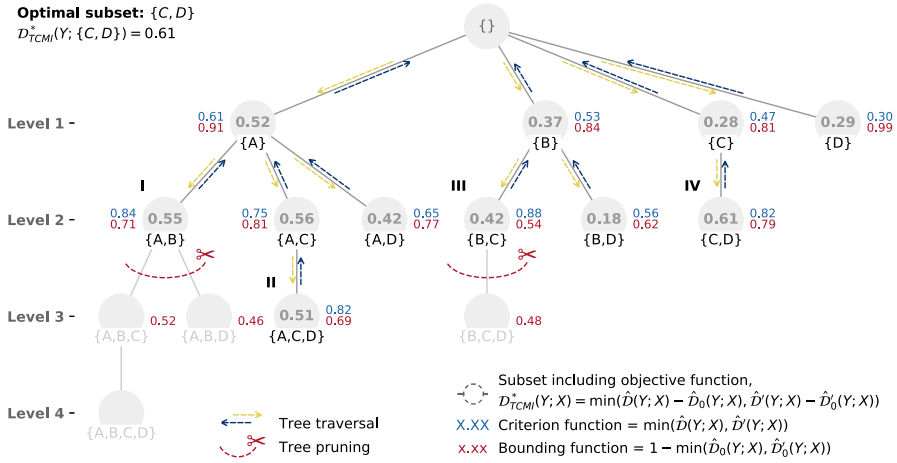 Optimal subset: {C, D}
𝒟*_TCMI(Y; {C, D}) = 0.61
{}
Level 1
0.61
0.91
0.52
{A}
0.37
{B}
0.53
0.84
0.28
{C}
0.47
0.81
0.29
{D}
0.30
0.99
I
III
IV
Level 2
0.84
0.71
0.55
{A,B}
0.75
0.81
0.56
{A,C}
0.42
{A,D}
0.65
0.77
0.42
{B,C}
0.88
0.54
0.18
{B,D}
0.56
0.62
0.61
{C,D}
0.82
0.79
II
Level 3
{A,B,C}
0.52
{A,B,D}
0.46
0.51
{A,C,D}
0.82
0.69
{B,C,D}
0.48
Level 4
{A,B,C,D}
Tree traversal
Tree pruning
Subset including objective function,
𝒟*_TCMI(Y; X) = min(𝒟̂(Y; X) − 𝒟̂₀(Y; X), 𝒟̂′(Y; X) − 𝒟̂′₀(Y; X))
x.xx Criterion function = min(𝒟̂(Y; X), 𝒟̂′(Y; X))
x.xx Bounding function = 1 − min(𝒟̂₀(Y; X), 𝒟̂′₀(Y; X))